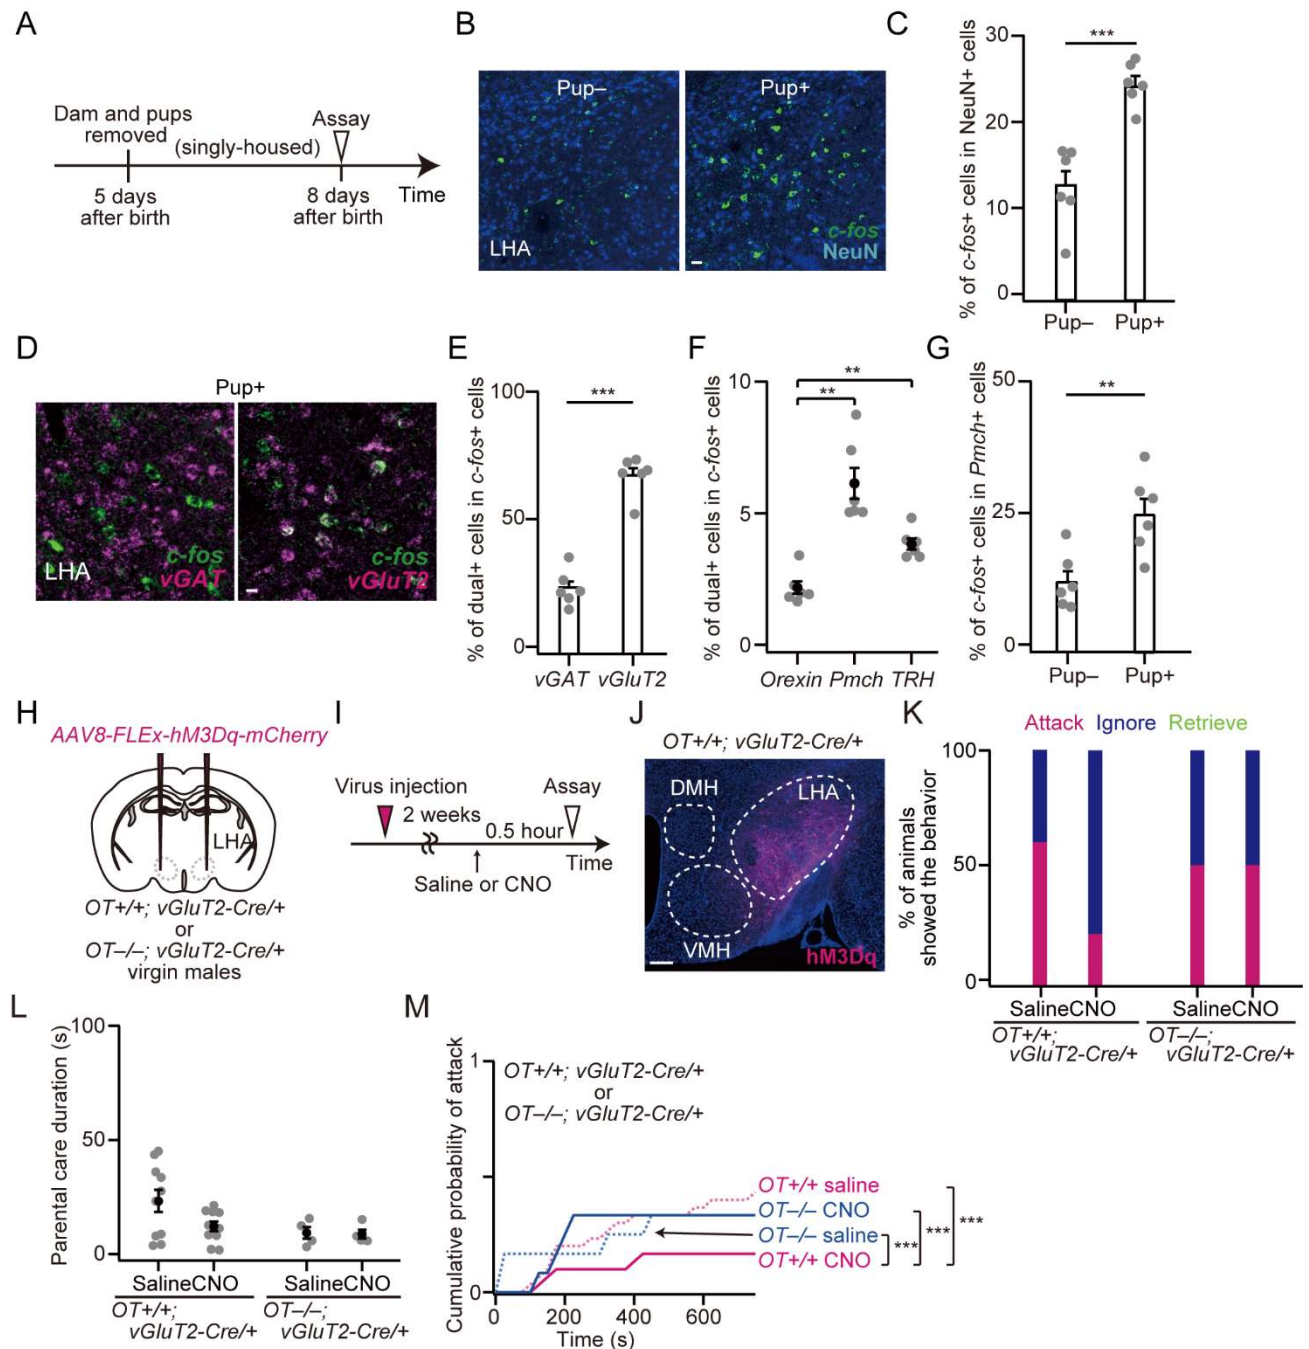 A
Dam and pups
removed
(singly-housed)
Assay
Time
5 days
after birth
8 days
after birth
B
Pup–
Pup+
LHA
c-fos
NeuN
C
% of c-fos+ cells in NeuN+ cells
30
20
10
0
***
Pup–
Pup+
D
Pup+
LHA
c-fos
vGAT
c-fos
vGluT2
E
% of dual+ cells in c-fos+ cells
100
50
0
***
vGAT
vGluT2
F
% of dual+ cells in c-fos+ cells
10
5
0
**
**
Orexin
Pmch
TRH
G
% of c-fos+ cells in Pmch+ cells
50
25
0
**
Pup–
Pup+
H
AAV8-FLEx-hM3Dq-mCherry
LHA
OT+/+; vGluT2-Cre/+
or
OT–/–; vGluT2-Cre/+
virgin males
I
Virus injection
2 weeks
Assay
0.5 hour
Time
Saline or CNO
J
OT+/+; vGluT2-Cre/+
DMH
LHA
VMH
hM3Dq
K
Attack Ignore Retrieve
% of animals
showed the behavior
100
50
0
SalineCNO
SalineCNO
OT+/+;
vGluT2-Cre/+
OT–/–;
vGluT2-Cre/+
L
Parental care duration (s)
100
50
0
SalineCNO
SalineCNO
OT+/+;
vGluT2-Cre/+
OT–/–;
vGluT2-Cre/+
M
Cumulative probability of attack
1
0
OT+/+; vGluT2-Cre/+
or
OT–/–; vGluT2-Cre/+
OT+/+ saline
OT–/– CNO
OT–/– saline
OT+/+ CNO
***
***
***
0
200
400
600
Time (s)